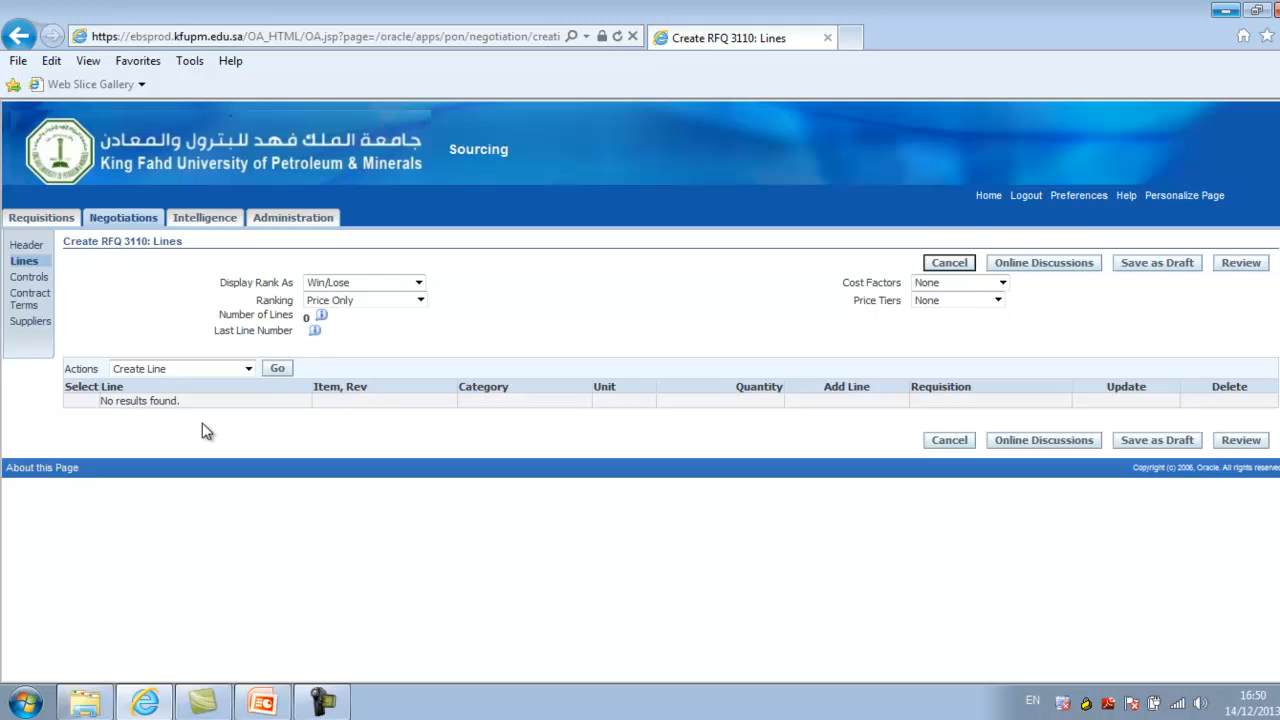 https://ebsprod.kfupm.edu.sa/OA_HTML/OA.jsp?page=/oracle/apps/pon/negotiation/creati
Create RFQ 3110: Lines
File Edit View Favorites Tools Help
Web Slice Gallery
جامعة الملك فهد للبترول والمعادن
King Fahd University of Petroleum & Minerals
Sourcing
Home Logout Preferences Help Personalize Page
Requisitions Negotiations Intelligence Administration
Header
Lines
Controls
Contract
Terms
Suppliers
Create RFQ 3110: Lines
Cancel Online Discussions Save as Draft Review
Display Rank As Win/Lose Cost Factors None
Ranking Price Only Price Tiers None
Number of Lines 0
Last Line Number
Actions Create Line Go
Select Line Item, Rev Category Unit Quantity Add Line Requisition Update Delete
No results found.
Cancel Online Discussions Save as Draft Review
About this Page Copyright (c) 2006, Oracle, All rights reserved
EN 16:50
14/12/2013